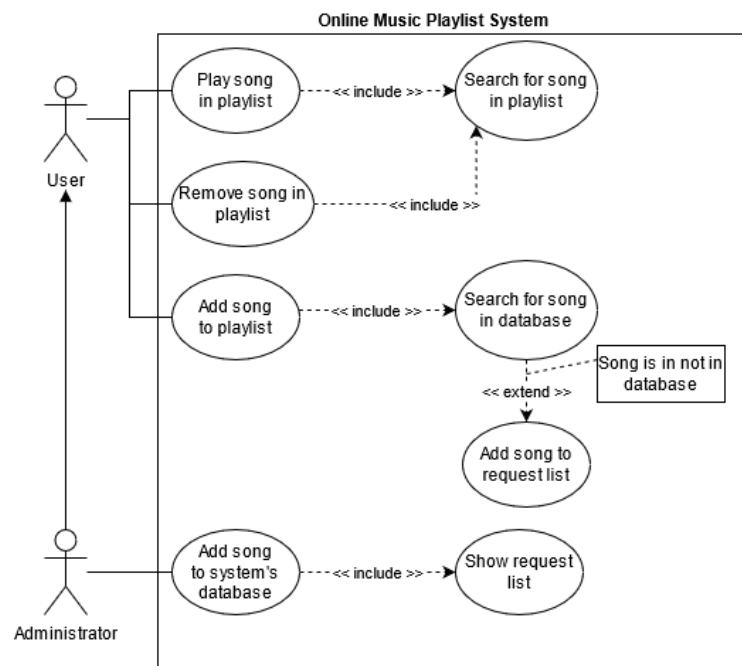 Online Music Playlist System
Play song
in playlist
<< include >>
Search for song
in playlist
User
Remove song in
playlist
<< include >>
Add song
to playlist
<< include >>
Search for song
in database
Song is in not in
database
<< extend >>
Add song to
request list
Add song
to system's
database
<< include >>
Show request
list
Administrator